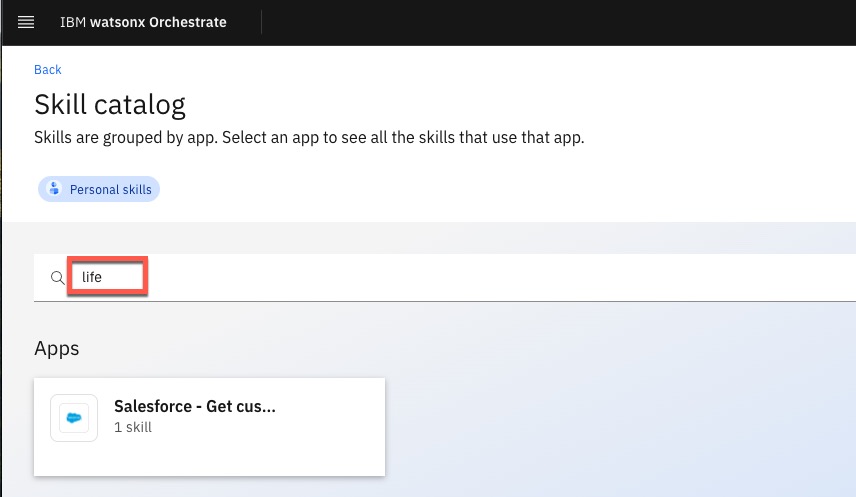 IBM watsonx Orchestrate
Back
Skill catalog
Skills are grouped by app. Select an app to see all the skills that use that app.
Personal skills
life
Apps
Salesforce - Get cus...
1 skill